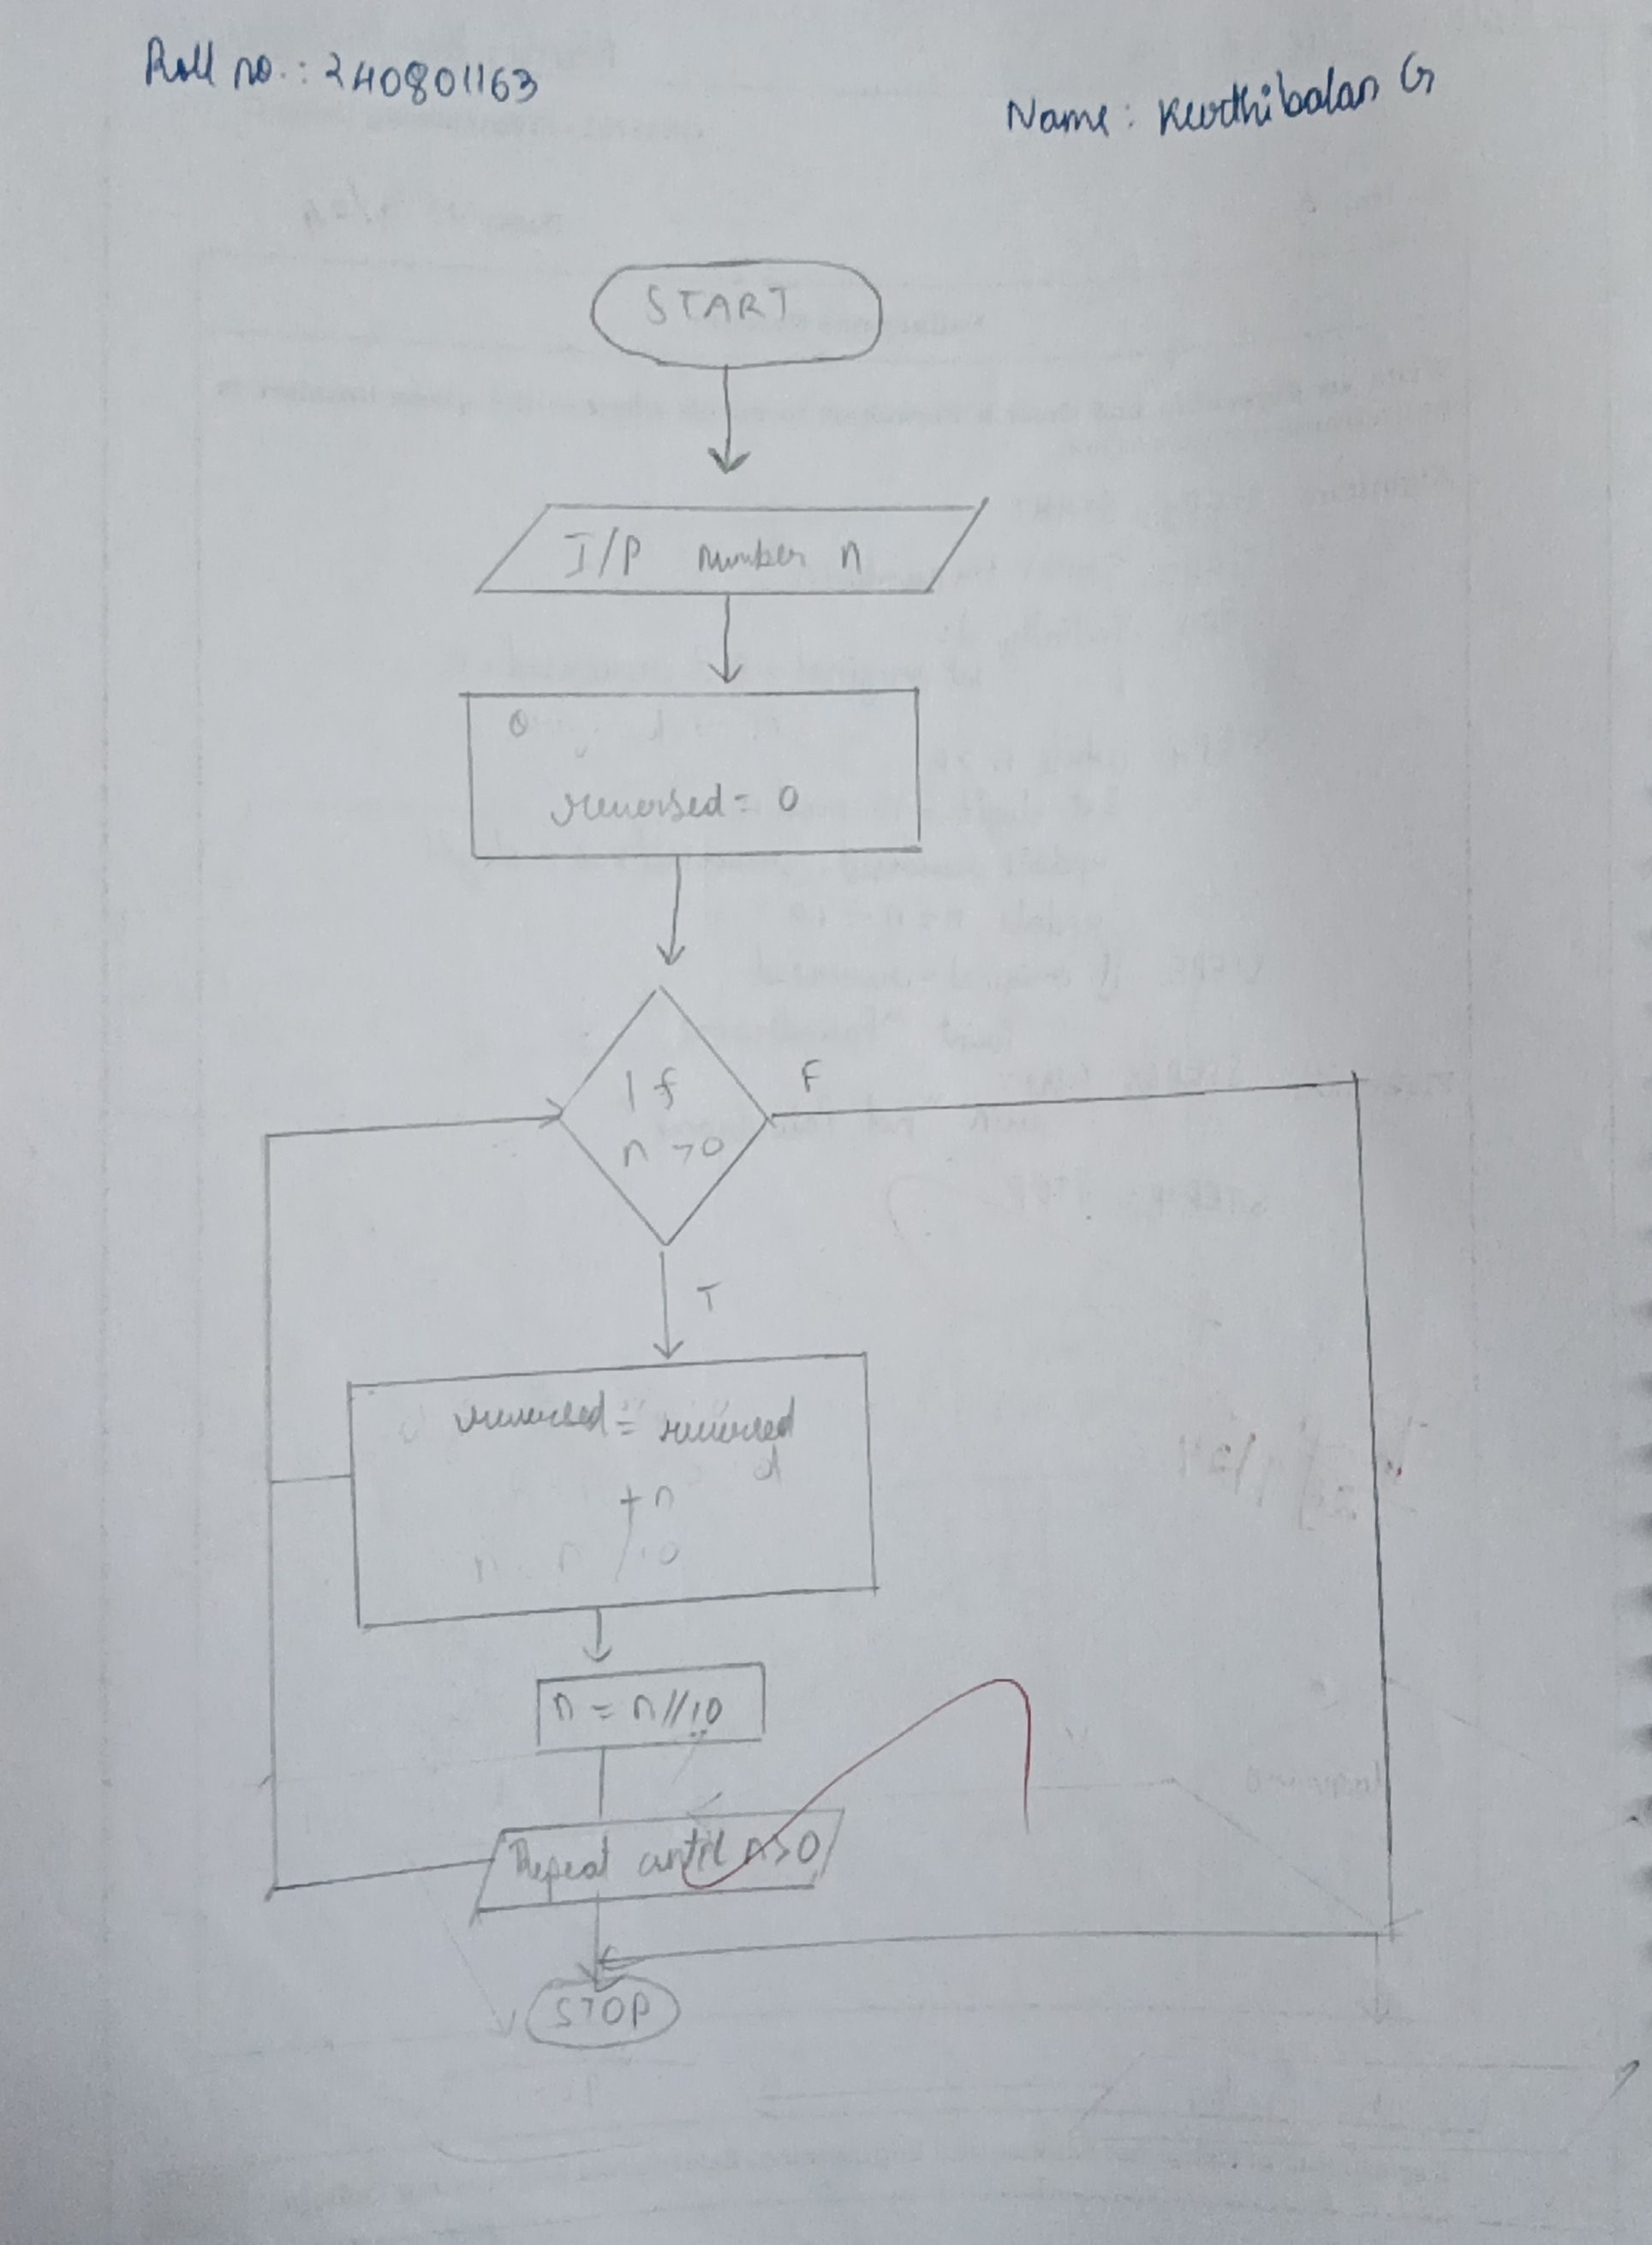 Roll no.: 240801163
Name: Keerthibalan G
START
I/P number n
reversed = 0
If
n > 0
F
T
reversed = reversed
+ n
n = n//10
Repeat until n>0
STOP